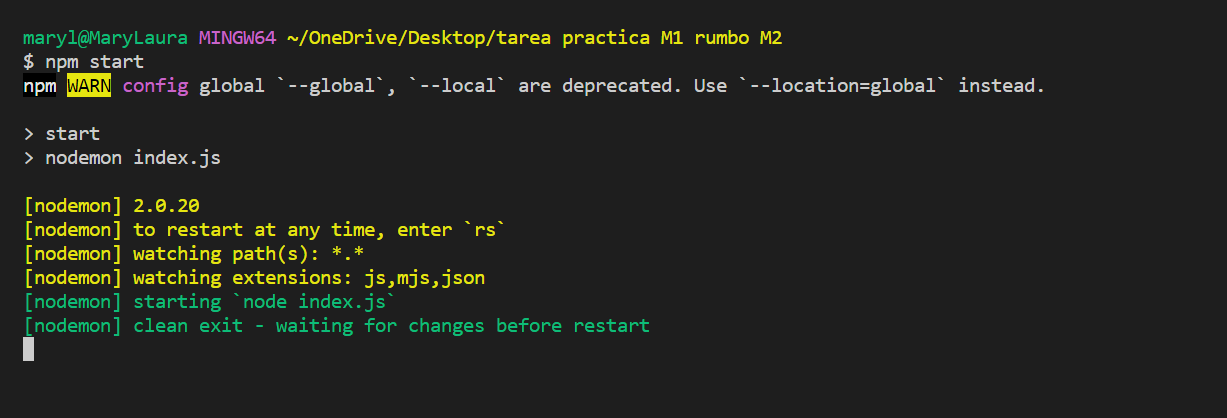 maryl@MaryLaura MINGW64 ~/OneDrive/Desktop/tarea practica M1 rumbo M2
$ npm start
npm WARN config global `--global`, `--local` are deprecated. Use `--location=global` instead.
> start
> nodemon index.js
[nodemon] 2.0.20
[nodemon] to restart at any time, enter `rs`
[nodemon] watching path(s): *.*
[nodemon] watching extensions: js,mjs,json
[nodemon] starting `node index.js`
[nodemon] clean exit - waiting for changes before restart